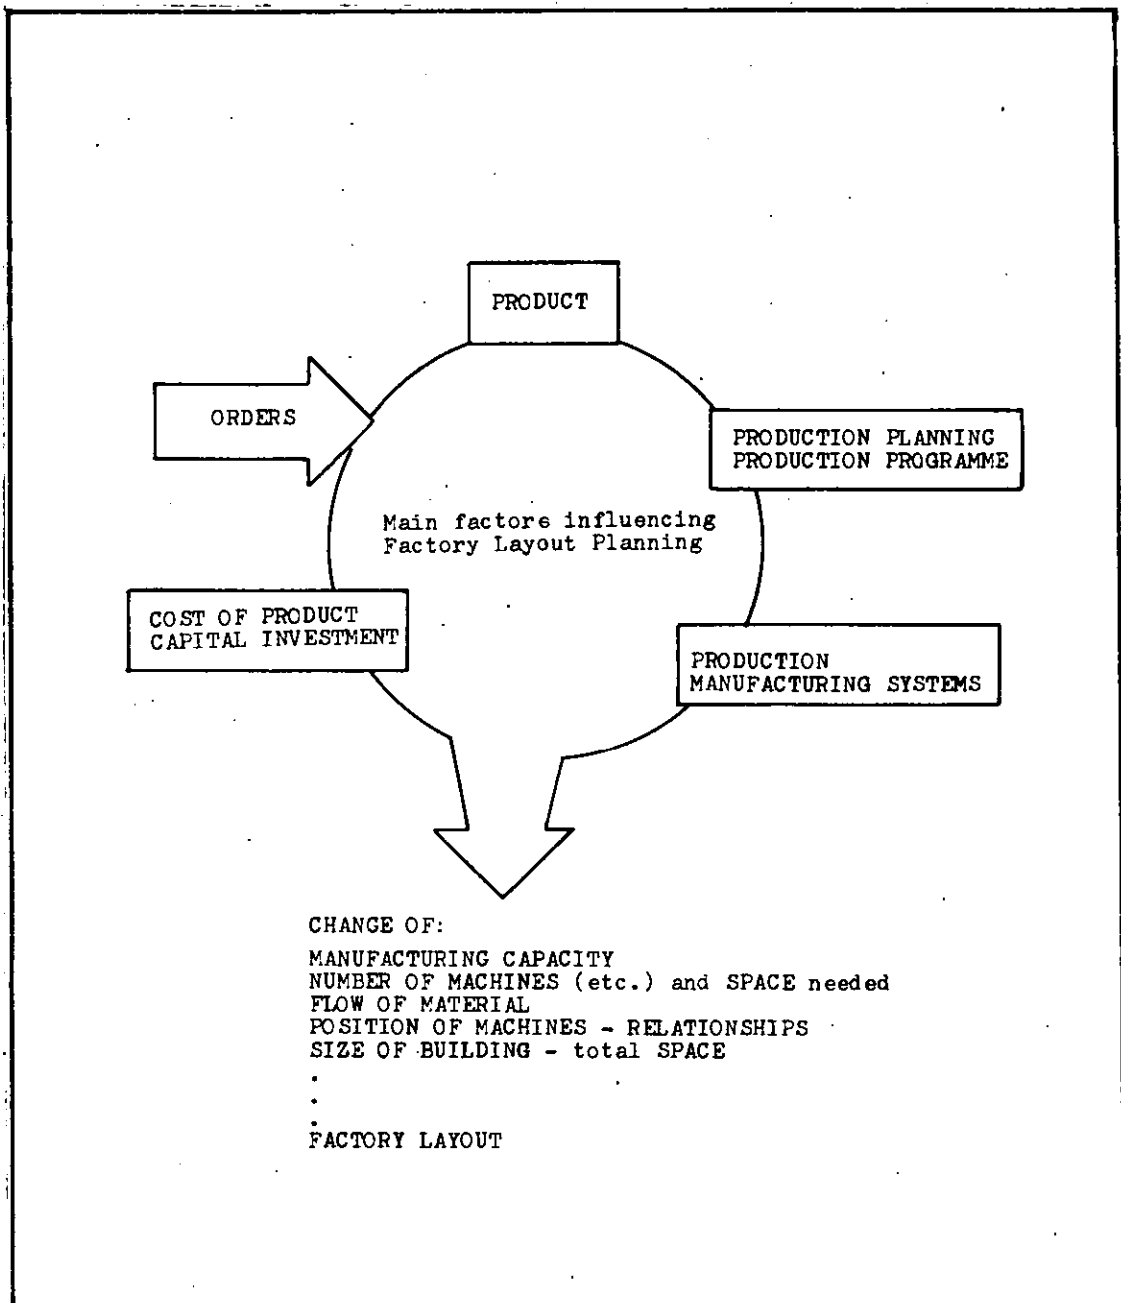 PRODUCT
ORDERS
PRODUCTION PLANNING
PRODUCTION PROGRAMME
Main factors influencing
Factory Layout Planning
COST OF PRODUCT
CAPITAL INVESTMENT
PRODUCTION
MANUFACTURING SYSTEMS
CHANGE OF:
MANUFACTURING CAPACITY
NUMBER OF MACHINES (etc.) and SPACE needed
FLOW OF MATERIAL
POSITION OF MACHINES - RELATIONSHIPS
SIZE OF BUILDING - total SPACE
.
.
.
FACTORY LAYOUT